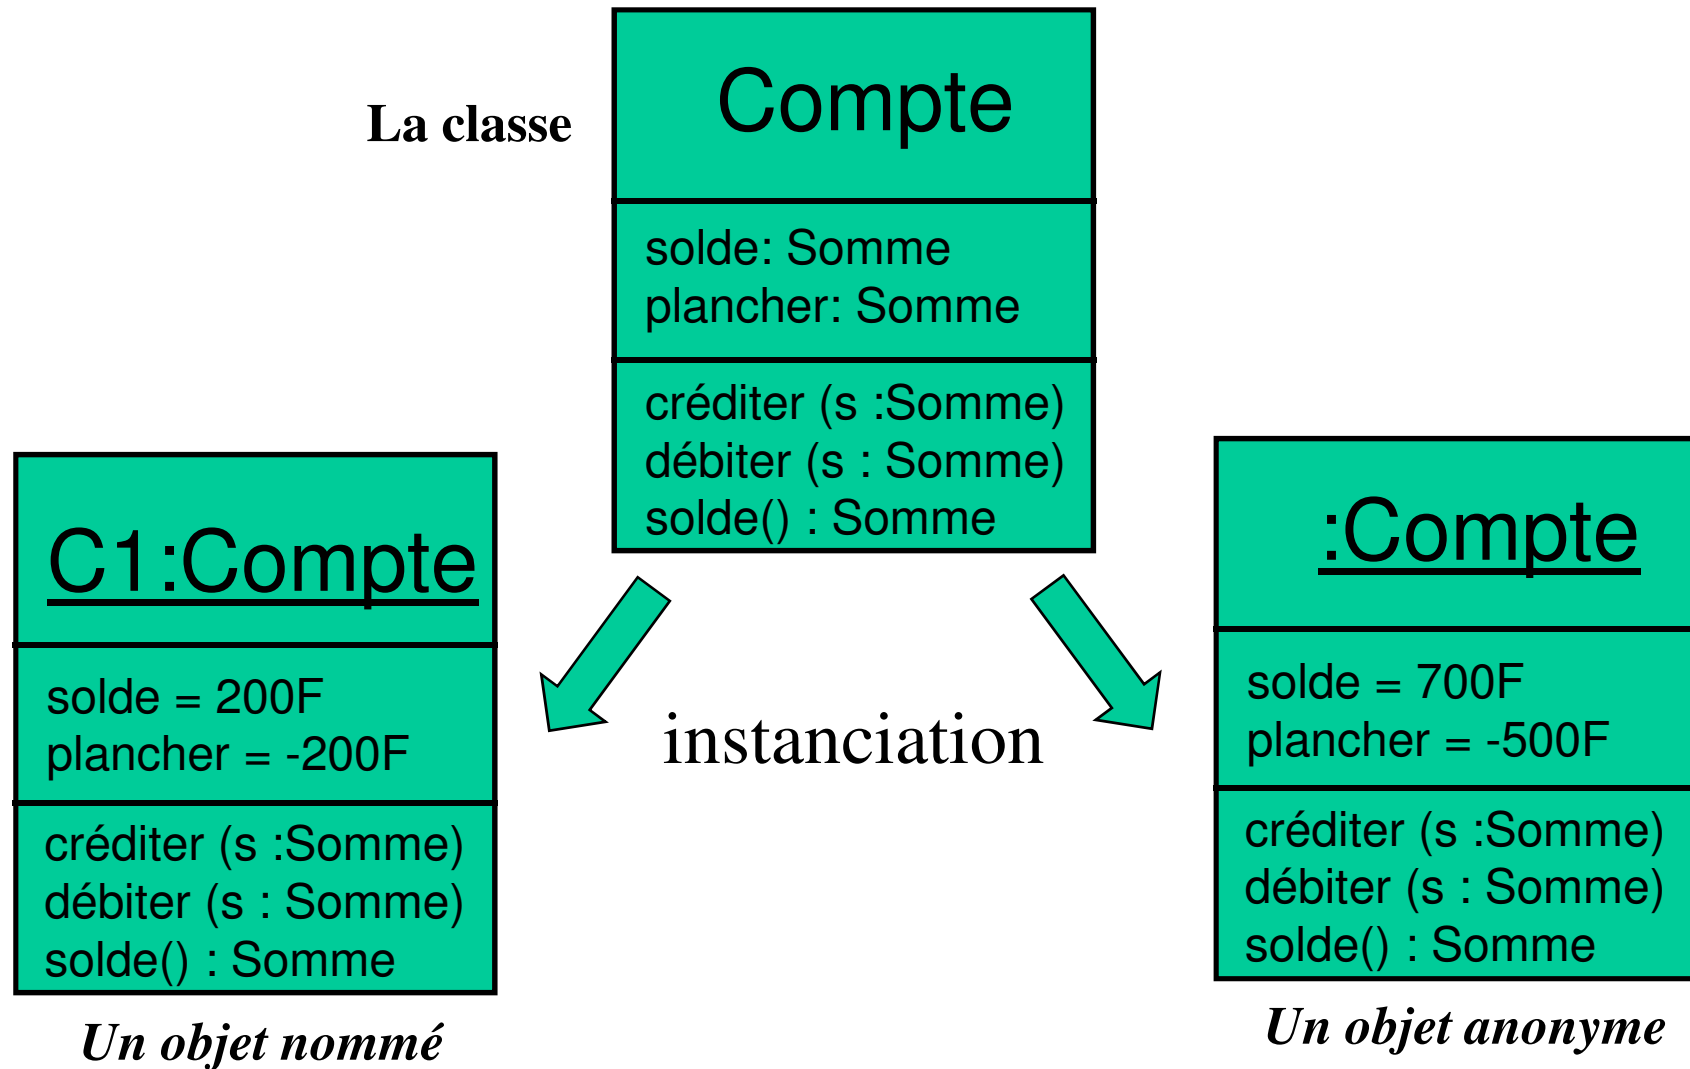 La classe
Compte
solde: Somme
plancher: Somme
créditer (s :Somme)
débiter (s : Somme)
solde() : Somme
C1:Compte
solde = 200F
plancher = -200F
créditer (s :Somme)
débiter (s : Somme)
solde() : Somme
Un objet nommé
instanciation
:Compte
solde = 700F
plancher = -500F
créditer (s :Somme)
débiter (s : Somme)
solde() : Somme
Un objet anonyme